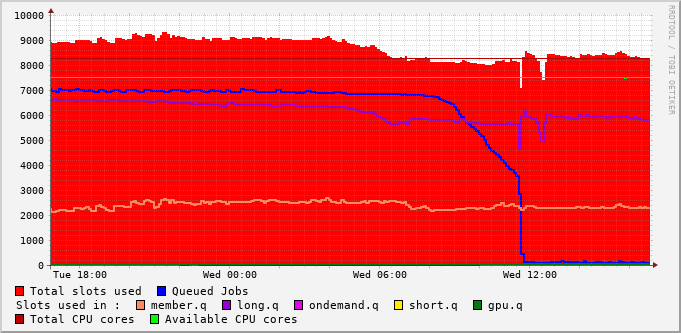 10000
9000
8000
7000
6000
5000
4000
3000
2000
1000
0
Tue 18:00 Wed 00:00 Wed 06:00 Wed 12:00
Total slots used Queued Jobs
Slots used in : member.q long.q ondemand.q short.q gpu.q
Total CPU cores Available CPU cores
RRDTOOL / TOBI OETIKER